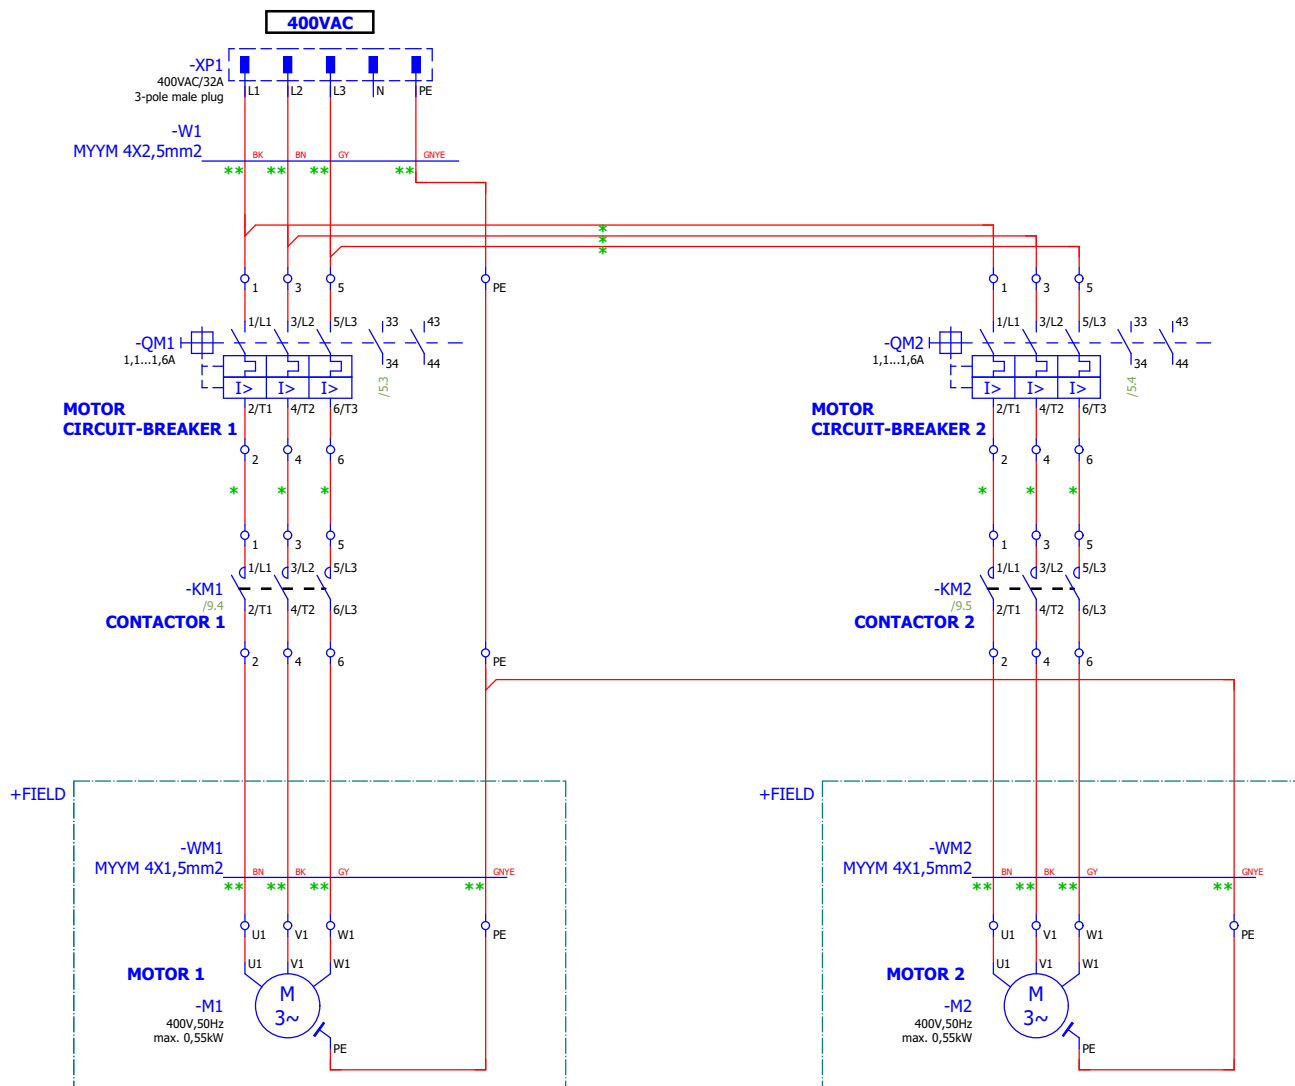 400VAC
-XP1
400VAC/32A
3-pole male plug
L1 L2 L3 N PE
-W1
MYYM 4X2,5mm2
BK BN GY GNYE
** ** ** **
*
*
*
1 3 5 PE 1 3 5
1/L1 3/L2 5/L3 33 43 1/L1 3/L2 5/L3 33 43
-QM1 -QM2
1,1...1,6A 1,1...1,6A
34 44 34 44
/5.3 /5.4
I> I> I> I> I> I>
2/T1 4/T2 6/T3 2/T1 4/T2 6/T3
MOTOR MOTOR
CIRCUIT-BREAKER 1 CIRCUIT-BREAKER 2
2 4 6 2 4 6
* * * * * *
1 3 5 1 3 5
1/L1 3/L2 5/L3 1/L1 3/L2 5/L3
-KM1 -KM2
/9.4 /9.5
2/T1 4/T2 6/L3 2/T1 4/T2 6/L3
CONTACTOR 1 CONTACTOR 2
2 4 6 PE 2 4 6
+FIELD +FIELD
-WM1 -WM2
MYYM 4X1,5mm2 MYYM 4X1,5mm2
BN BK GY GNYE BN BK GY GNYE
** ** ** ** ** ** ** **
U1 V1 W1 PE U1 V1 W1 PE
U1 V1 W1 U1 V1 W1
MOTOR 1 MOTOR 2
M M
3~ 3~
-M1 -M2
400V,50Hz 400V,50Hz
max. 0,55kW max. 0,55kW
PE PE